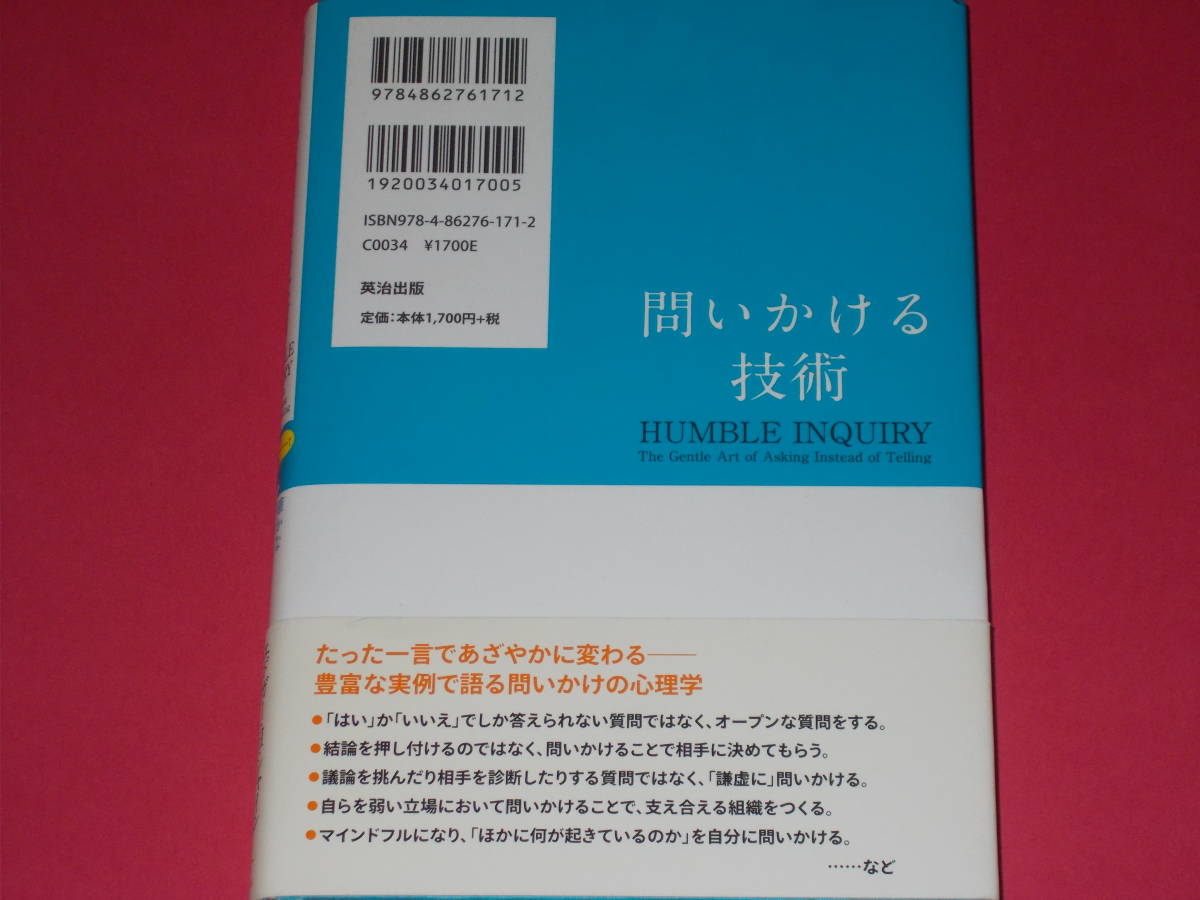 9784862761712
1920034017005
ISBN978-4-86276-171-2
C0034 ¥1700E
英治出版
定価：本体1,700円+税
問いかける
技術
HUMBLE INQUIRY
The Gentle Art of Asking Instead of Telling
たった一言であざやかに変わる――
豊富な実例で語る問いかけの心理学
●「はい」か「いいえ」でしか答えられない質問ではなく、オープンな質問をする。
●結論を押し付けるのではなく、問いかけることで相手に決めてもらう。
●議論を挑んだり相手を診断したりする質問ではなく、「謙虚に」問いかける。
●自らを弱い立場において問いかけることで、支え合える組織をつくる。
●マインドフルになり、「ほかに何が起きているのか」を自分に問いかける。
……など